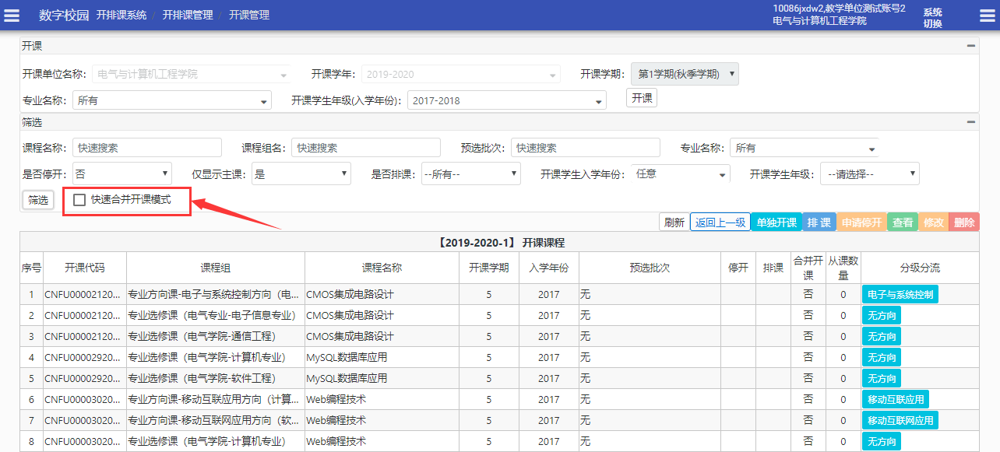 数字校园 开排课系统 / 开排课管理 / 开课管理
10086jxdw2,教学单位测试账号2
电气与计算机工程学院
系统
切换
开课
开课单位名称: 电气与计算机工程学院 开课学年: 2019-2020 开课学期: 第1学期(秋季学期)
专业名称: 所有 开课学生年级(入学年份): 2017-2018 开课
筛选
课程名称: 快速搜索 课程组名: 快速搜索 预选批次: 快速搜索 专业名称: 所有
是否停开: 否 仅显示主课: 是 是否排课: --所有-- 开课学生入学年份: 任意 开课学生年级: --请选择--
筛选 快速合并开课模式
刷新 返回上一级 单独开课 排 课 申请停开 查看 修改 删除
【2019-2020-1】 开课课程
序号 开课代码 课程组 课程名称 开课学期 入学年份 预选批次 停开 排课 合并开课 从课数量 分级分流
1 CNFU00002120... 专业方向课-电子与系统控制方向（电... CMOS集成电路设计 5 2017 无 否 0 电子与系统控制
2 CNFU00002120... 专业选修课（电气专业-电子信息专业） CMOS集成电路设计 5 2017 无 否 0 无方向
3 CNFU00002120... 专业选修课（电气学院-通信工程） CMOS集成电路设计 5 2017 无 否 0 无方向
4 CNFU00002920... 专业选修课（电气学院-计算机专业） MySQL数据库应用 5 2017 无 否 0 无方向
5 CNFU00002920... 专业选修课（电气学院-软件工程） MySQL数据库应用 5 2017 无 否 0 无方向
6 CNFU00003020... 专业方向课-移动互联应用方向（计算... Web编程技术 5 2017 无 否 0 移动互联应用
7 CNFU00003020... 专业方向课-移动互联网应用方向（软... Web编程技术 5 2017 无 否 0 移动互联网应用
8 CNFU00003020... 专业选修课（电气学院-计算机专业） Web编程技术 5 2017 无 否 0 无方向